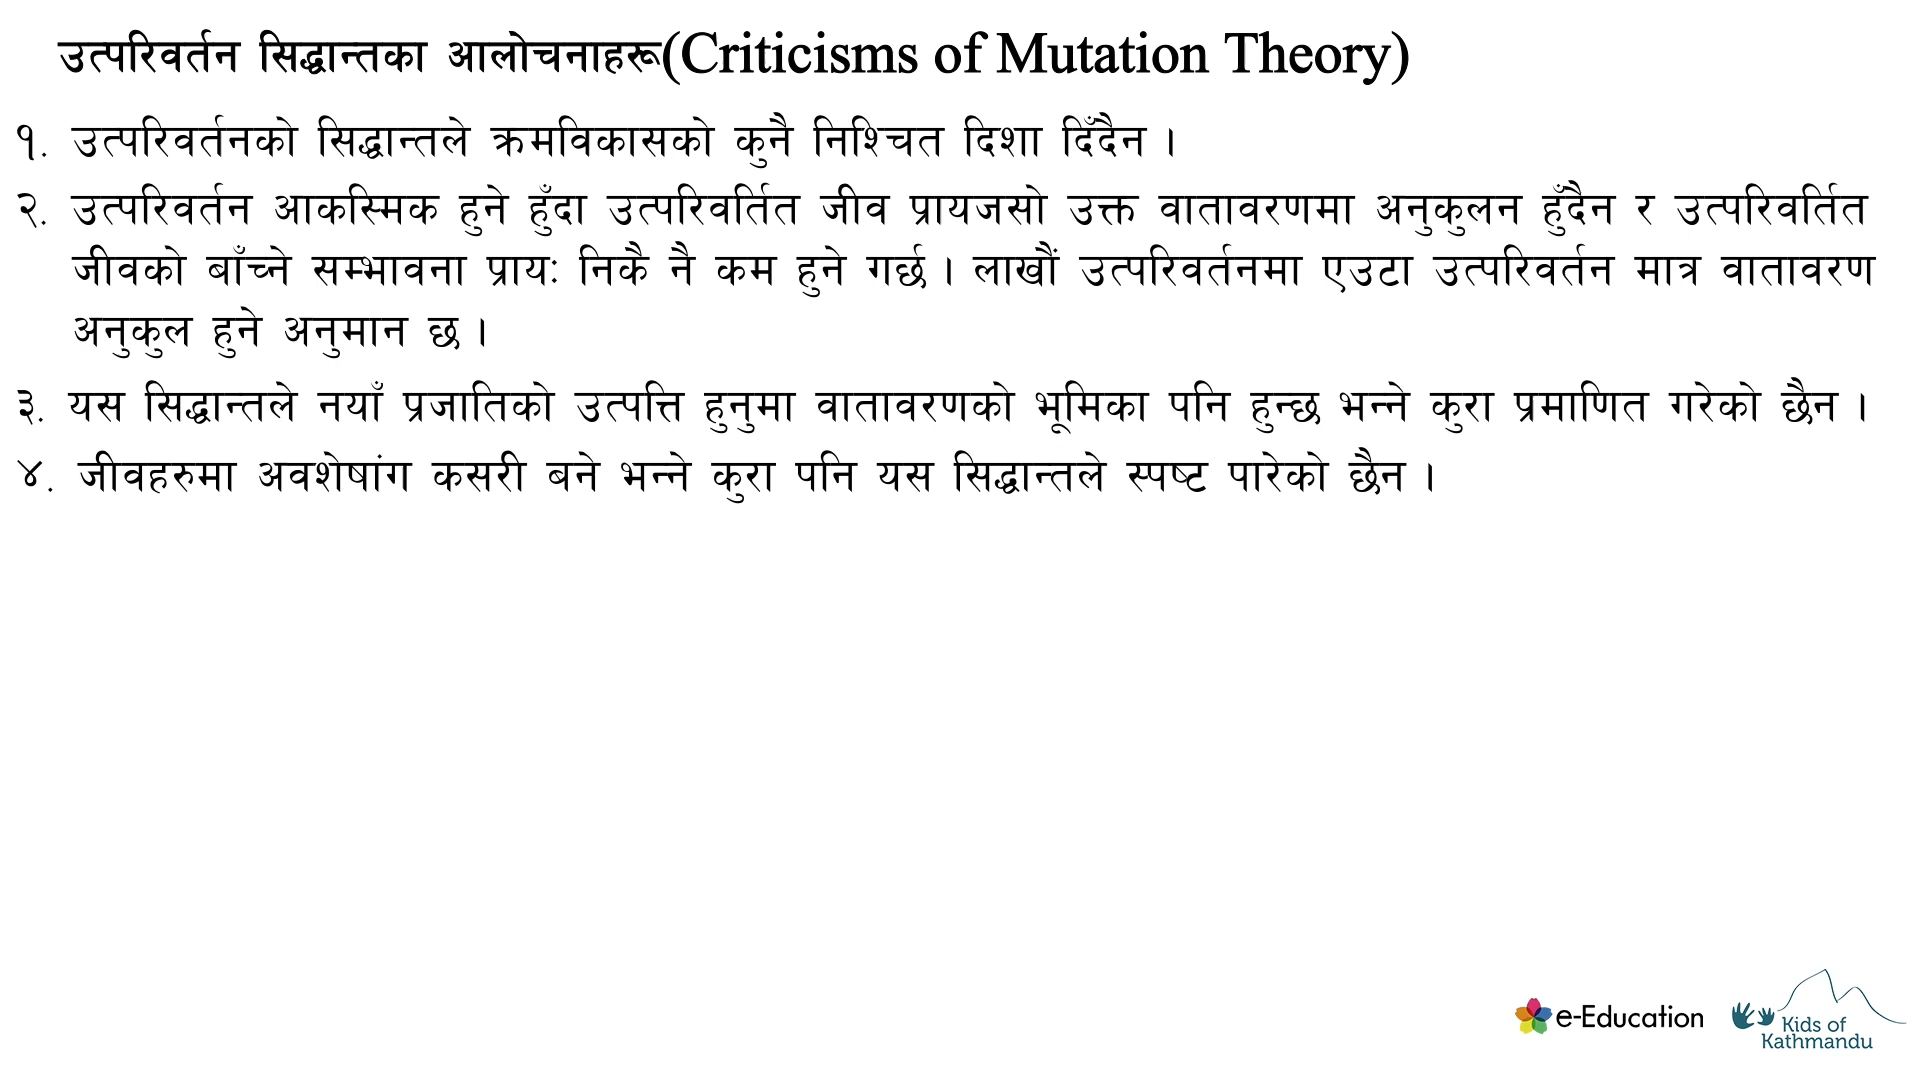 उत्परिवर्तन सिद्धान्तका आलोचनाहरू(Criticisms of Mutation Theory)
१. उत्परिवर्तनको सिद्धान्तले क्रमविकासको कुनै निश्चित दिशा दिँदैन ।
२. उत्परिवर्तन आकस्मिक हुने हुँदा उत्परिवर्तित जीव प्रायजसो उक्त वातावरणमा अनुकुलन हुँदैन र उत्परिवर्तित
जीवको बाँच्ने सम्भावना प्रायः निकै नै कम हुने गर्छ । लाखौं उत्परिवर्तनमा एउटा उत्परिवर्तन मात्र वातावरण
अनुकुल हुने अनुमान छ ।
३. यस सिद्धान्तले नयाँ प्रजातिको उत्पत्ति हुनुमा वातावरणको भूमिका पनि हुन्छ भन्ने कुरा प्रमाणित गरेको छैन ।
४. जीवहरुमा अवशेषांग कसरी बने भन्ने कुरा पनि यस सिद्धान्तले स्पष्ट पारेको छैन ।
e-Education
Kids of
Kathmandu